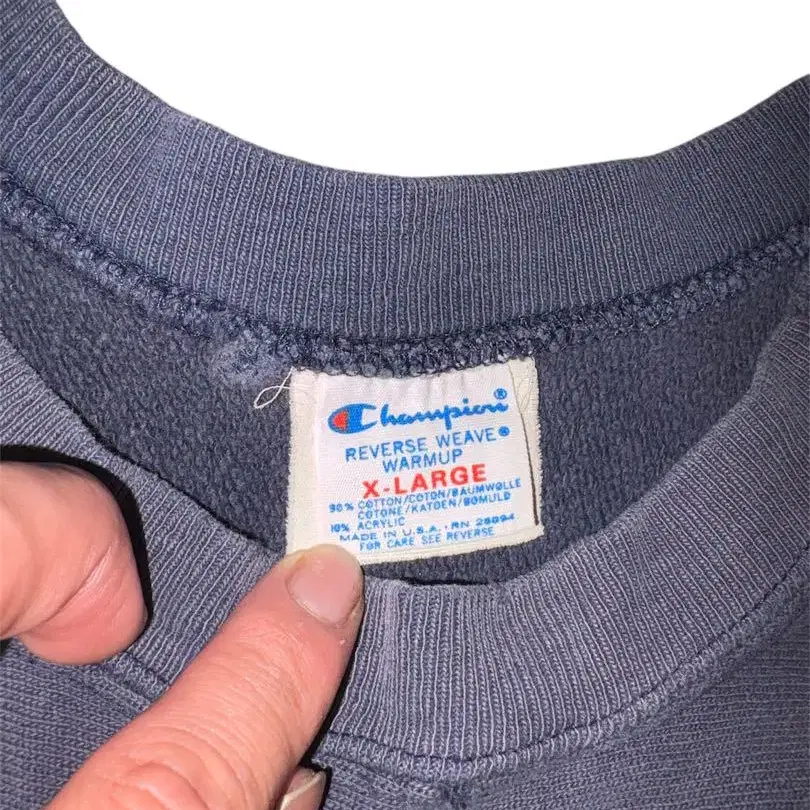 Champion®
REVERSE WEAVE®
WARMUP
X-LARGE
90% COTTON/COTON/BAUMWOLLE
COTONE/KATOEN/BOMULD
10% ACRYLIC
MADE IN U.S.A. · RN 26094
FOR CARE SEE REVERSE